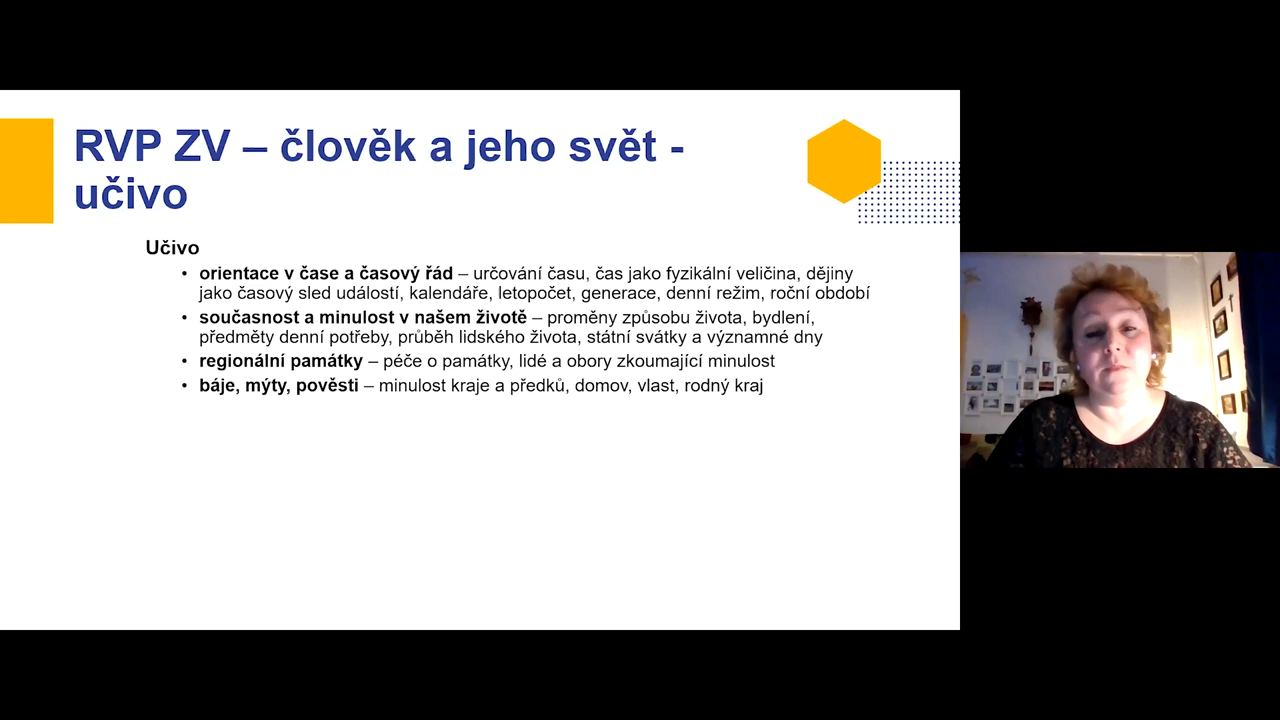 RVP ZV – člověk a jeho svět -
učivo
Učivo
• orientace v čase a časový řád – určování času, čas jako fyzikální veličina, dějiny
jako časový sled událostí, kalendáře, letopočet, generace, denní režim, roční období
• současnost a minulost v našem životě – proměny způsobu života, bydlení,
předměty denní potřeby, průběh lidského života, státní svátky a významné dny
• regionální památky – péče o památky, lidé a obory zkoumající minulost
• báje, mýty, pověsti – minulost kraje a předků, domov, vlast, rodný kraj